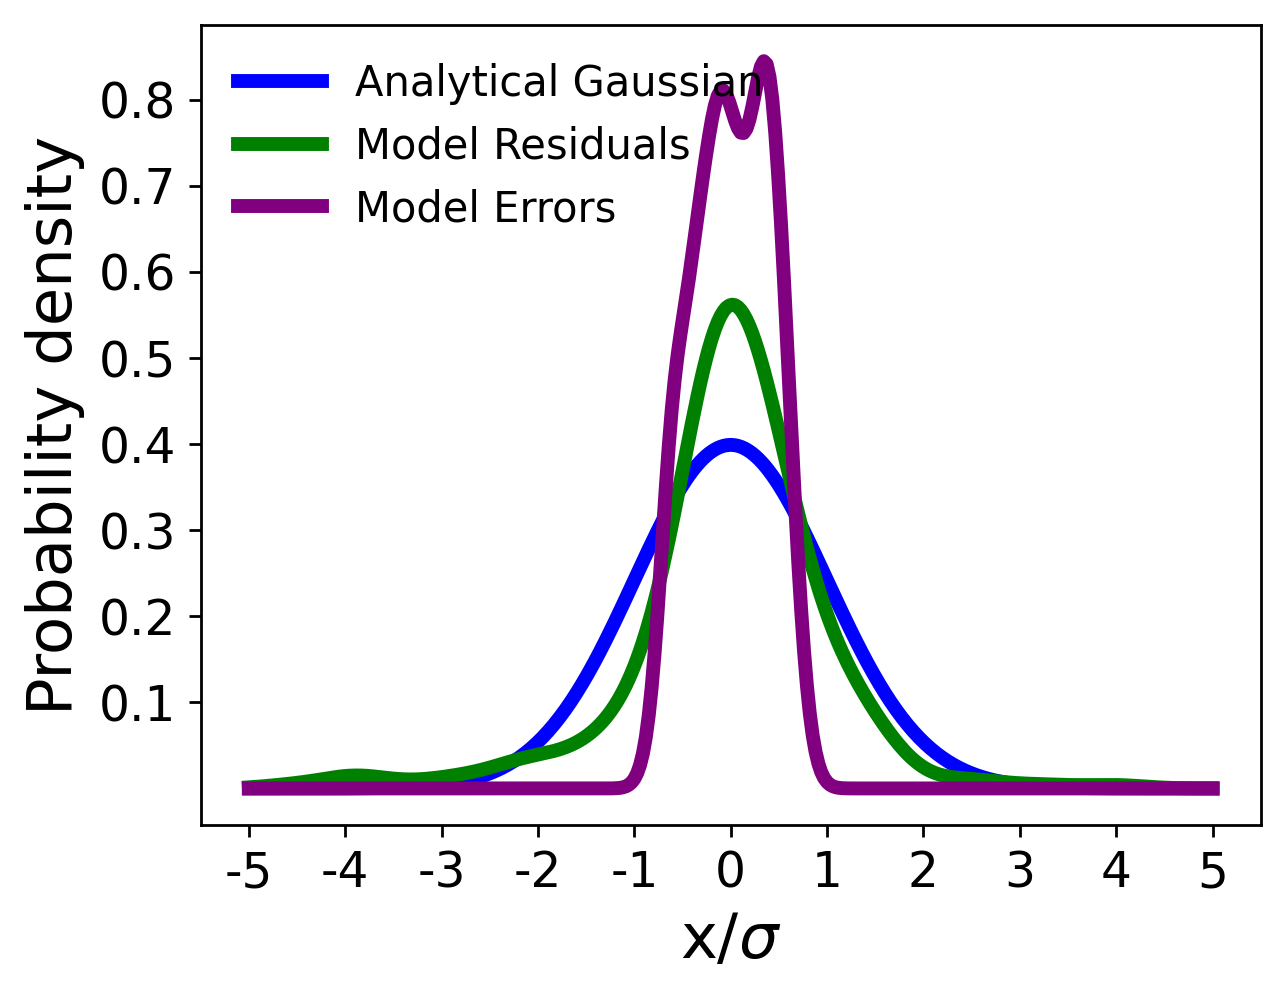 Analytical Gaussian
Model Residuals
Model Errors
Probability density
0.8
0.7
0.6
0.5
0.4
0.3
0.2
0.1
-5 -4 -3 -2 -1 0 1 2 3 4 5
x/σ